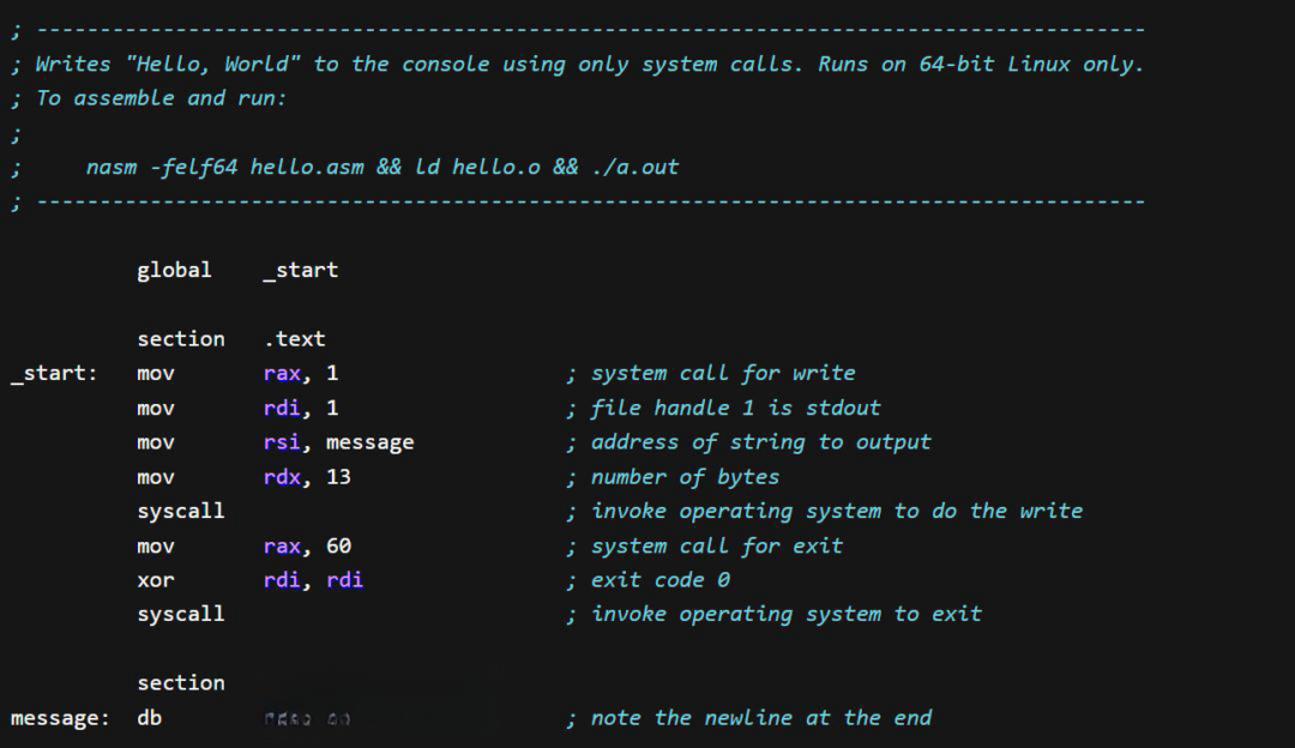 ; ----------------------------------------------------------------------------------------
; Writes "Hello, World" to the console using only system calls. Runs on 64-bit Linux only.
; To assemble and run:
;
;     nasm -felf64 hello.asm && ld hello.o && ./a.out
; ----------------------------------------------------------------------------------------
global    _start
section   .text
_start:   mov       rax, 1                  ; system call for write
mov       rdi, 1                  ; file handle 1 is stdout
mov       rsi, message            ; address of string to output
mov       rdx, 13                 ; number of bytes
syscall                           ; invoke operating system to do the write
mov       rax, 60                 ; system call for exit
xor       rdi, rdi                ; exit code 0
syscall                           ; invoke operating system to exit
section
message:  db                      ; note the newline at the end